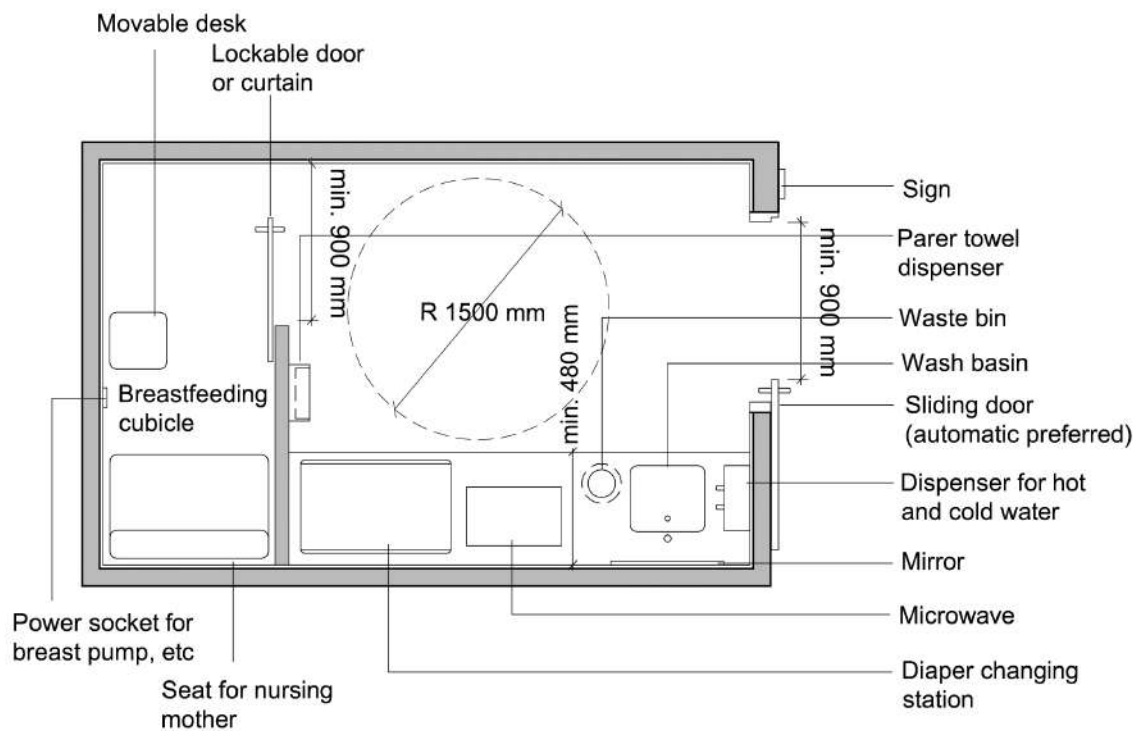 Movable desk
Lockable door
or curtain
min. 900 mm
R 1500 mm
min. 480 mm
min. 900 mm
Breastfeeding
cubicle
Sign
Parer towel
dispenser
Waste bin
Wash basin
Sliding door
(automatic preferred)
Dispenser for hot
and cold water
Mirror
Microwave
Diaper changing
station
Power socket for
breast pump, etc
Seat for nursing
mother